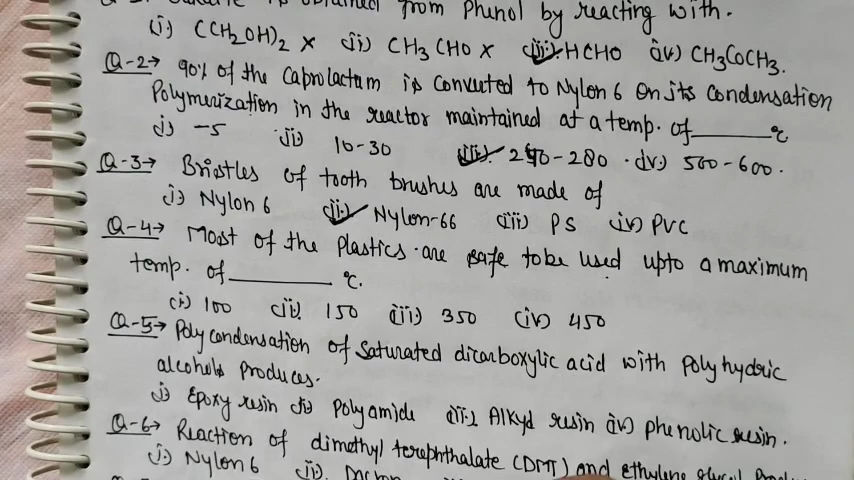 obtained from Phenol by reacting with.
(i) C(CH2OH)2 x (ii) CH3 CHO x (iii) HCHO (iv) CH3COCH3.
Q-2→ 90% of the Caprolactam is Converted to Nylon 6 on its Condensation
Polymerization in the reactor maintained at a temp. of ______ °c
i) -5 (ii) 10-30 (iii) 240-280 . (iv) 500-600.
Q-3→ Bristles of tooth brushes are made of
i) Nylon 6 (ii) Nylon-66 (iii) PS (iv) PVC
Q-4→ Most of the Plastics are safe to be used upto a maximum
temp. of ______ °c.
(i) 100 (ii) 150 (iii) 350 (iv) 450
Q-5→ Polycondensation of Saturated dicarboxylic acid with polyhydric
alcohols produces.
i) Epoxy resin (ii) Polyamide (iii) Alkyd resin (iv) phenolic resin.
Q-6→ Reaction of dimethyl terephthalate (DMT) and ethylene glycol
(i) Nylon 6 (ii).